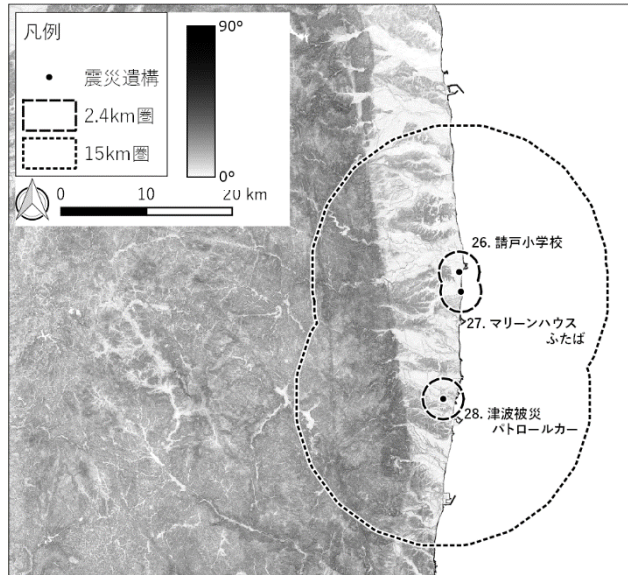 凡例
震災遺構
2.4km圏
15km圏
90°
0°
0 10 20 km
26. 請戸小学校
27. マリーンハウス
ふたば
28. 津波被災
パトロールカー